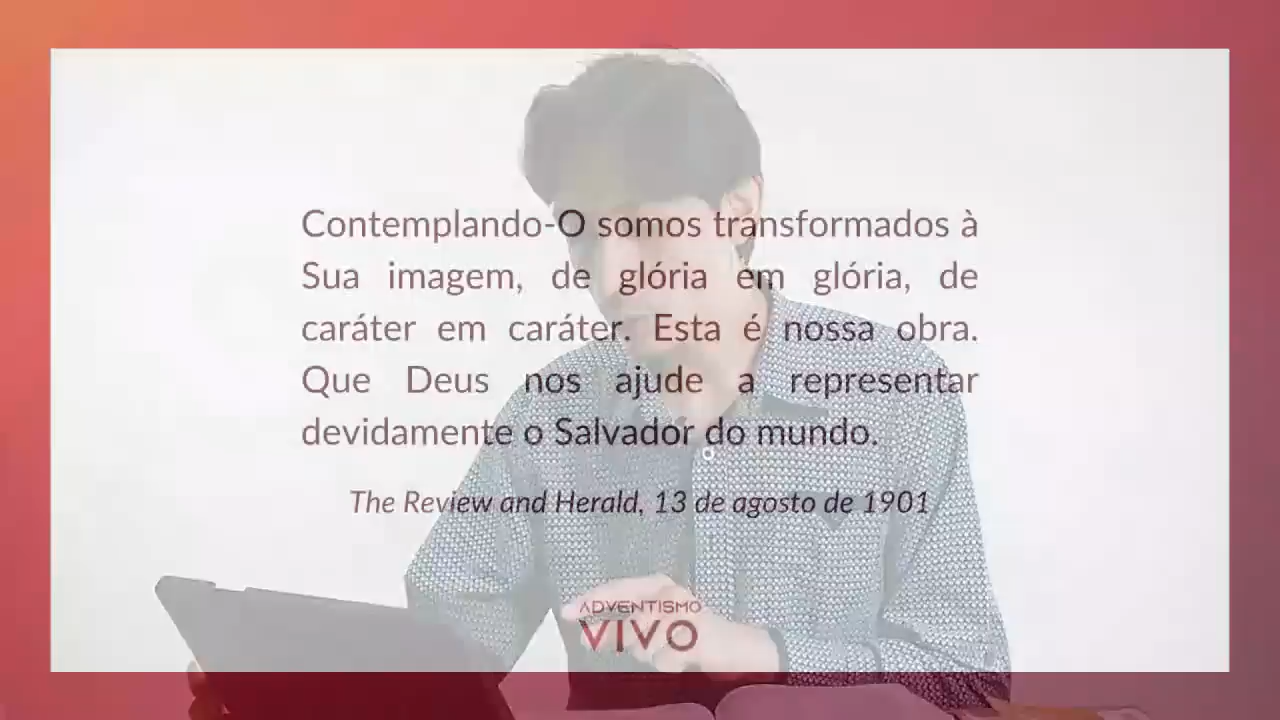 Contemplando-O somos transformados à
Sua imagem, de glória em glória, de
caráter em caráter. Esta é nossa obra.
Que Deus nos ajude a representar
devidamente o Salvador do mundo.
The Review and Herald, 13 de agosto de 1901
ADVENTISMO
VIVO